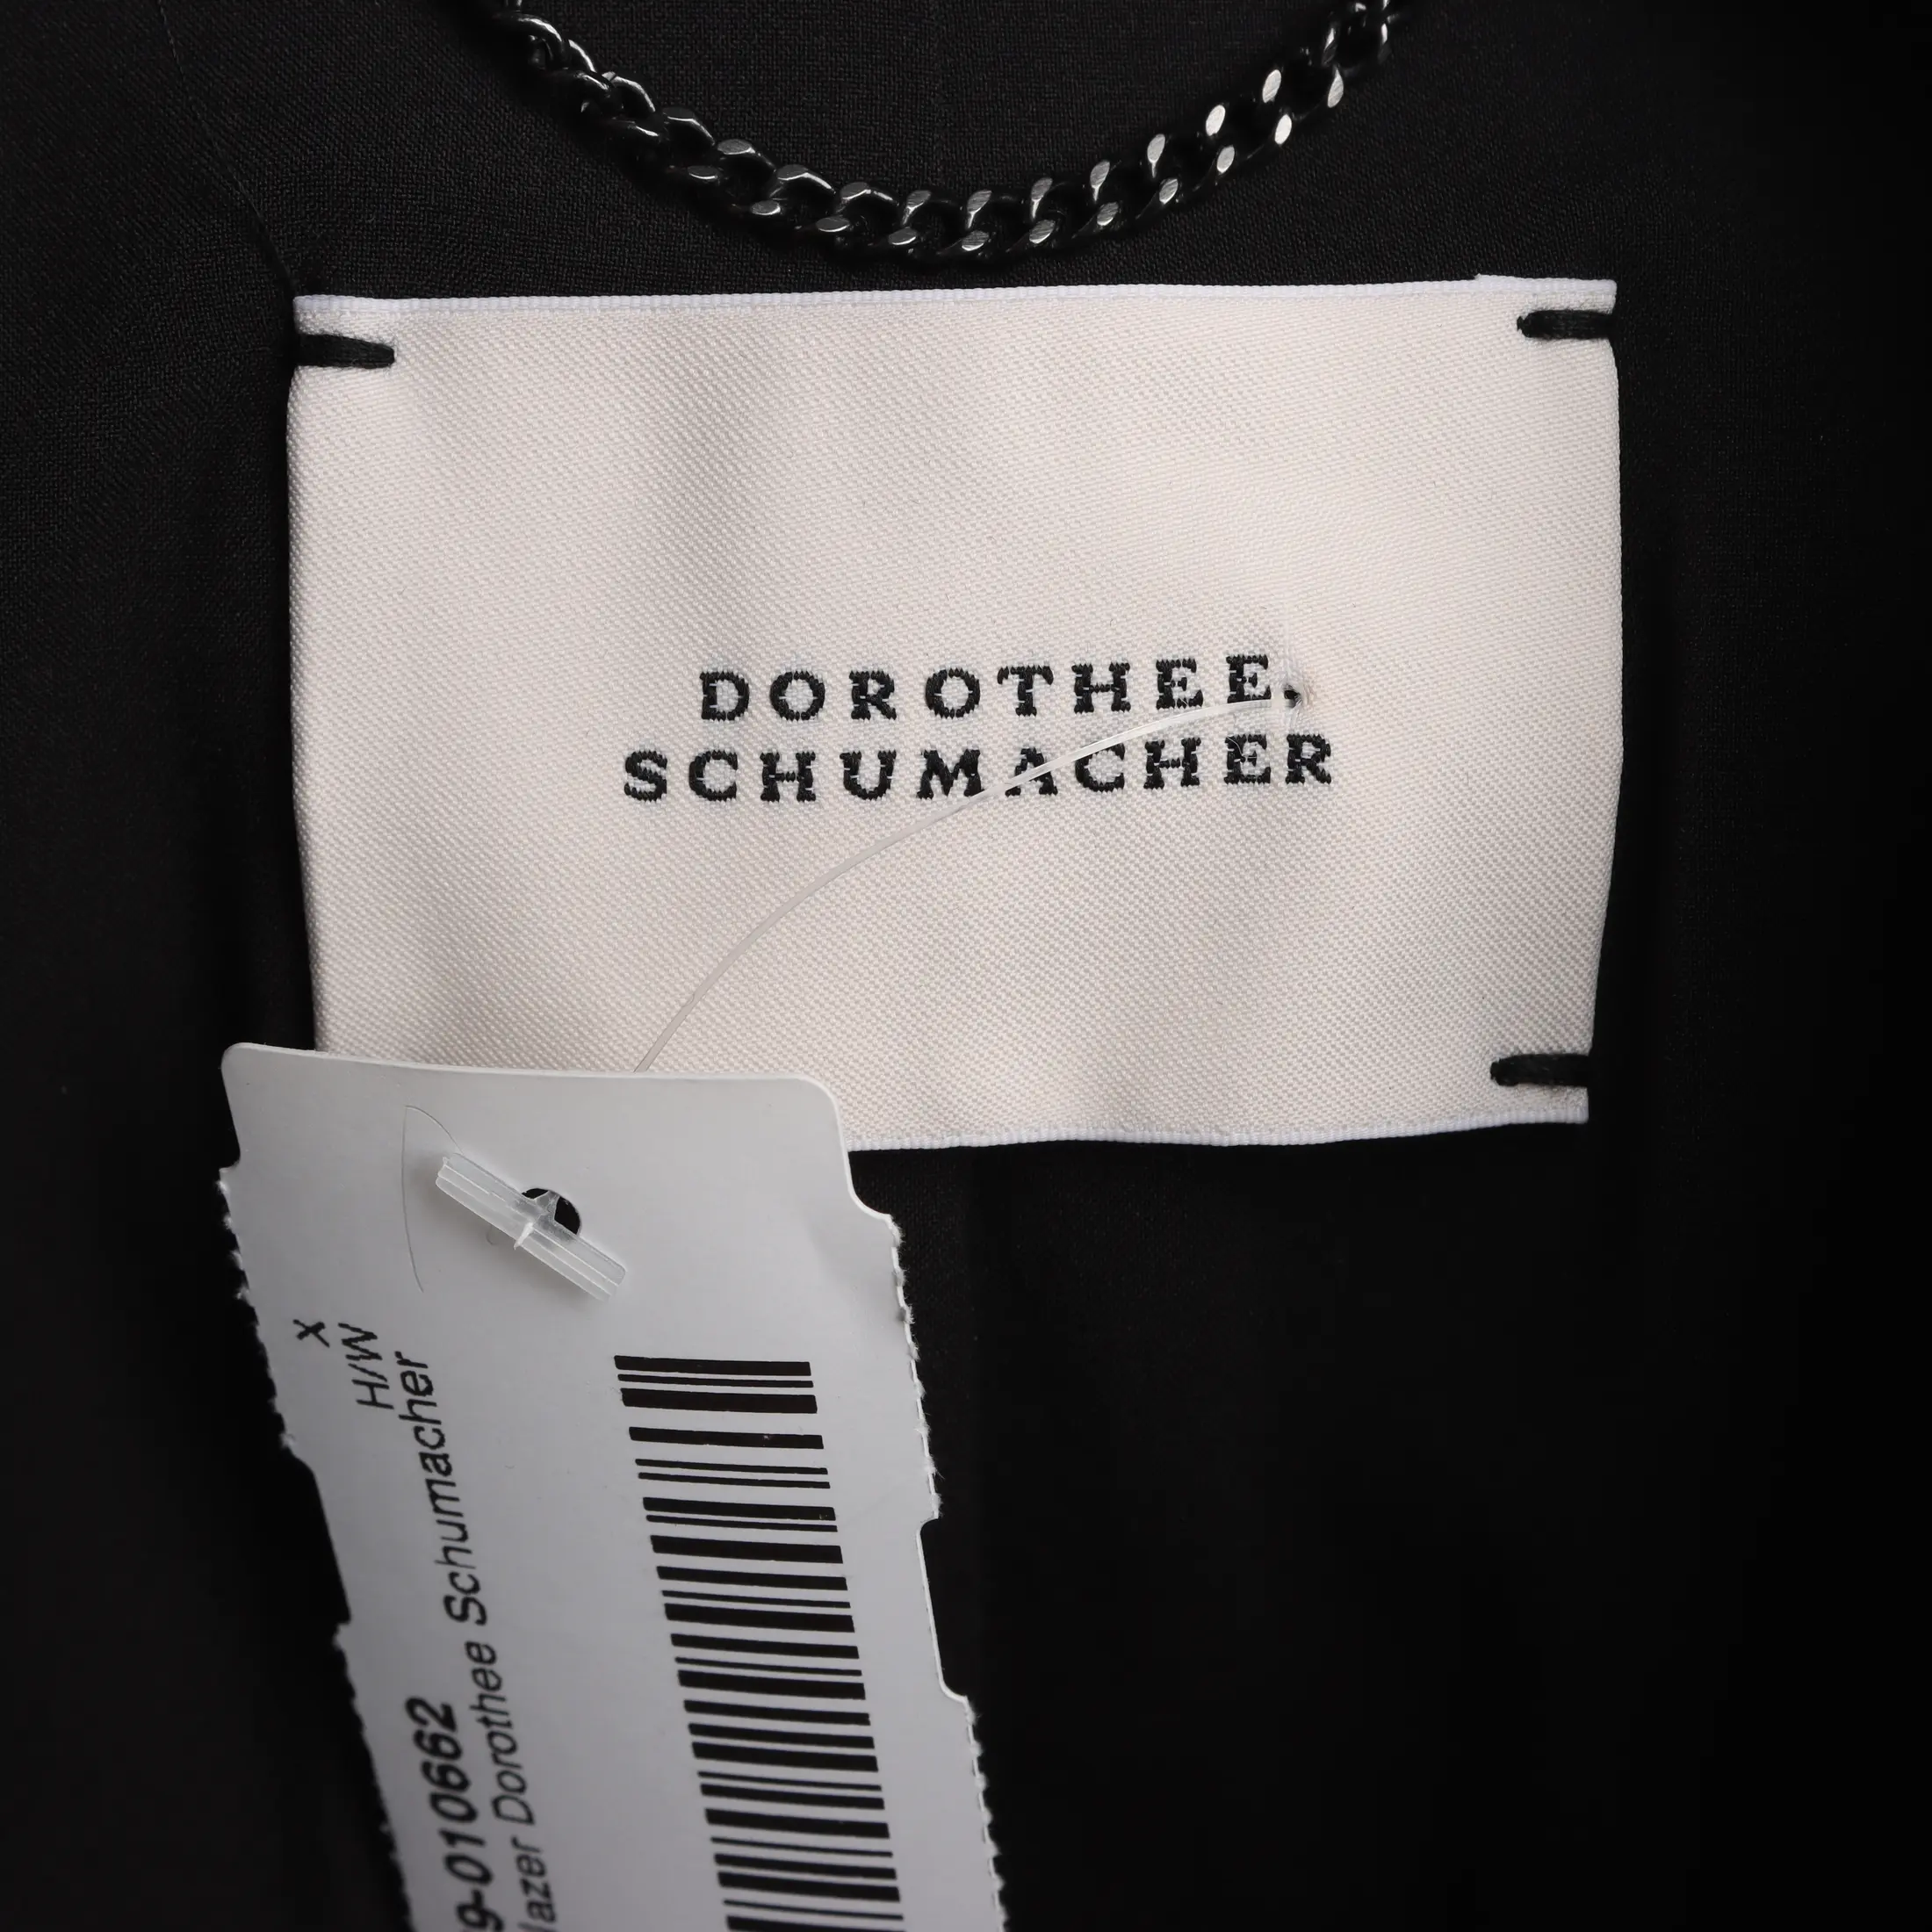 DOROTHEE
SCHUMACHER
X
H/W
9-010662
lazer Dorothee Schumacher